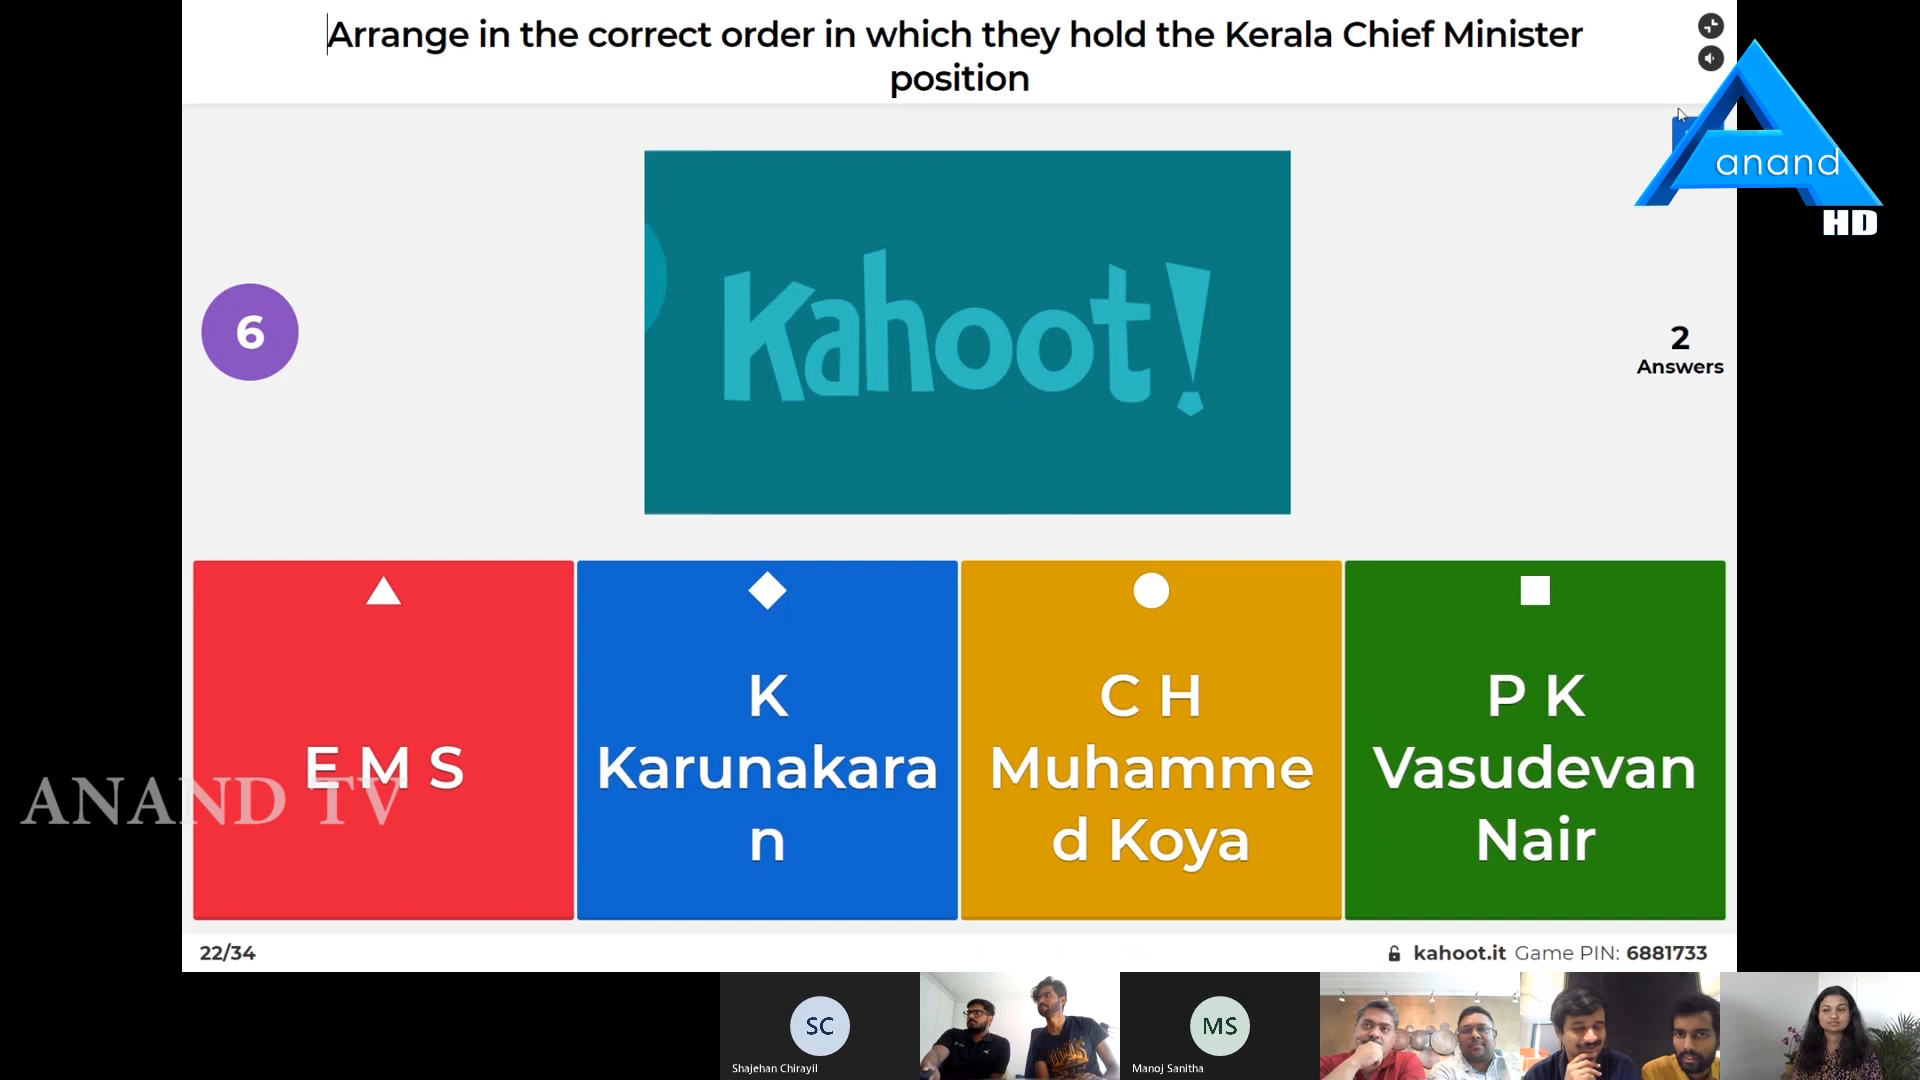 Arrange in the correct order in which they hold the Kerala Chief Minister
position
anand
HD
Kahoot!
6
2
Answers
E M S
K
Karunakara
n
C H
Muhamme
d Koya
P K
Vasudevan
Nair
ANAND TV
22/34
kahoot.it Game PIN: 6881733
SC
Shajehan Chirayil
MS
Manoj Sanitha